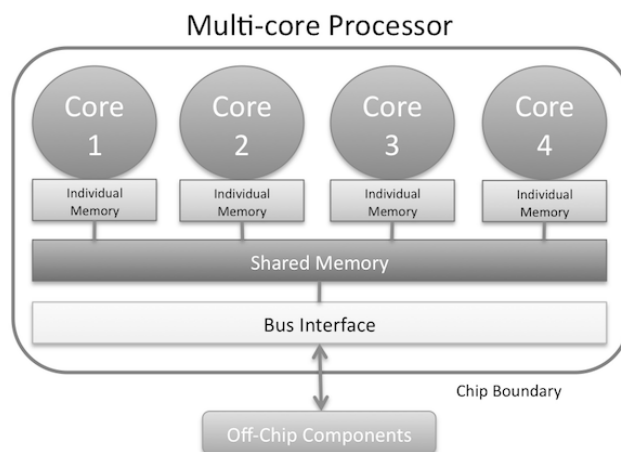 Multi-core Processor
Core
1
Core
2
Core
3
Core
4
Individual
Memory
Individual
Memory
Individual
Memory
Individual
Memory
Shared Memory
Bus Interface
Chip Boundary
Off-Chip Components